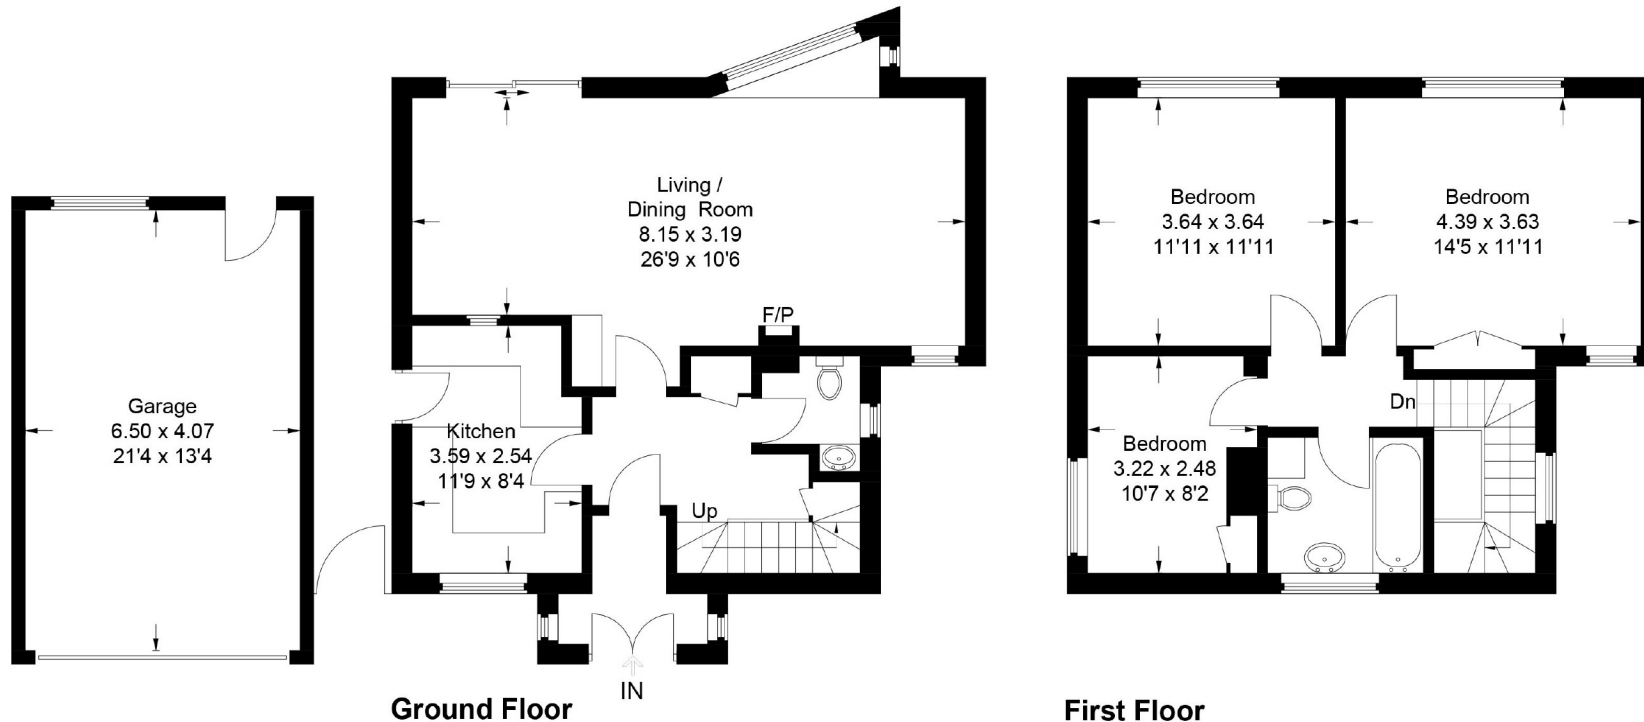 Garage
6.50 x 4.07
21'4 x 13'4
Living /
Dining Room
8.15 x 3.19
26'9 x 10'6
F/P
Kitchen
3.59 x 2.54
11'9 x 8'4
Up
IN
Ground Floor
Bedroom
3.64 x 3.64
11'11 x 11'11
Bedroom
4.39 x 3.63
14'5 x 11'11
Dn
Bedroom
3.22 x 2.48
10'7 x 8'2
First Floor